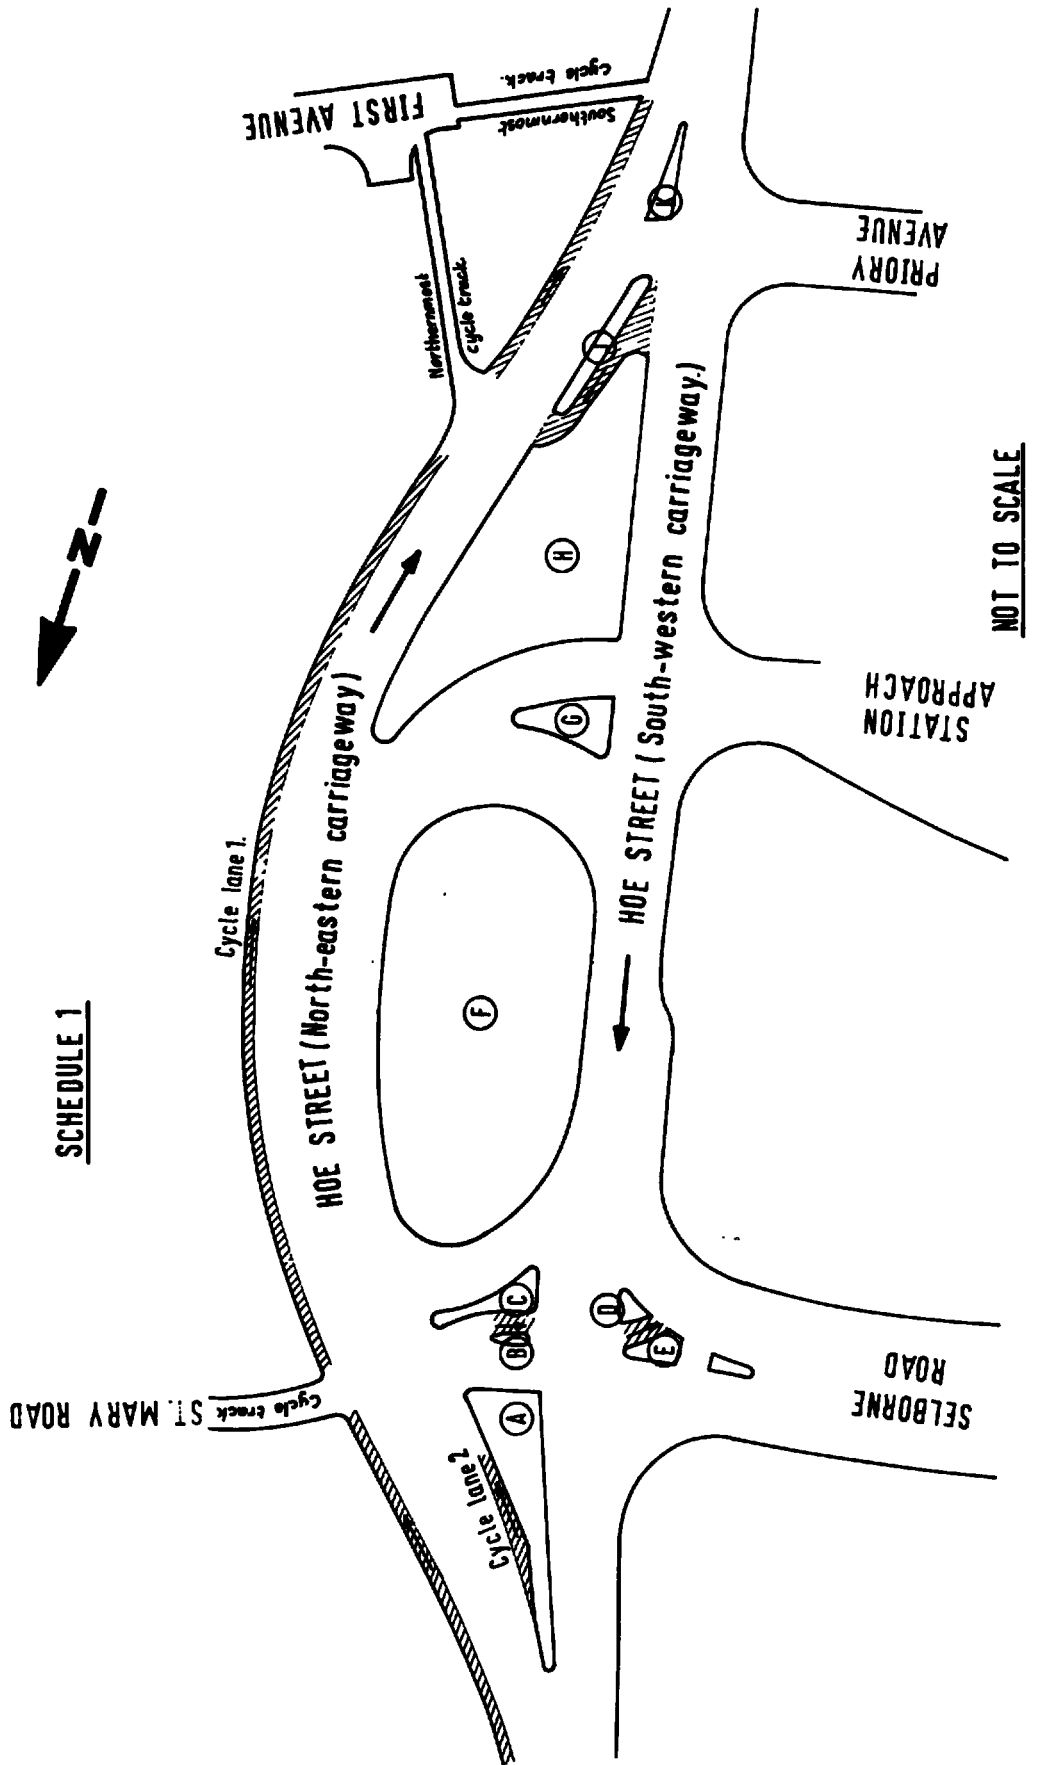 SCHEDULE 1
N
FIRST AVENUE
Southernmost
Cycle track.
Northernmost
cycle track
Cycle lane 1.
HOE STREET (North-eastern carriageway)
HOE STREET (South-western carriageway.)
PRIORY
AVENUE
STATION
APPROACH
SELBORNE
ROAD
ST. MARY ROAD
Cycle track
Cycle lane 2
A
B
C
D
E
F
G
H
J
K
NOT TO SCALE